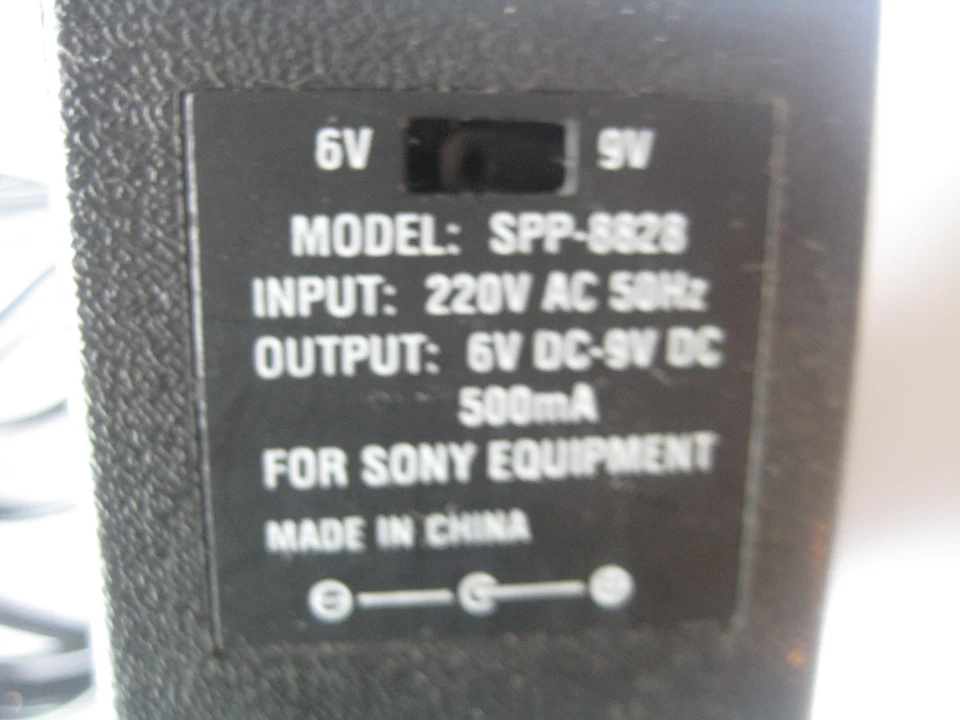 6V 9V
MODEL: SPP-8828
INPUT: 220V AC 50Hz
OUTPUT: 6V DC-9V DC
500mA
FOR SONY EQUIPMENT
MADE IN CHINA